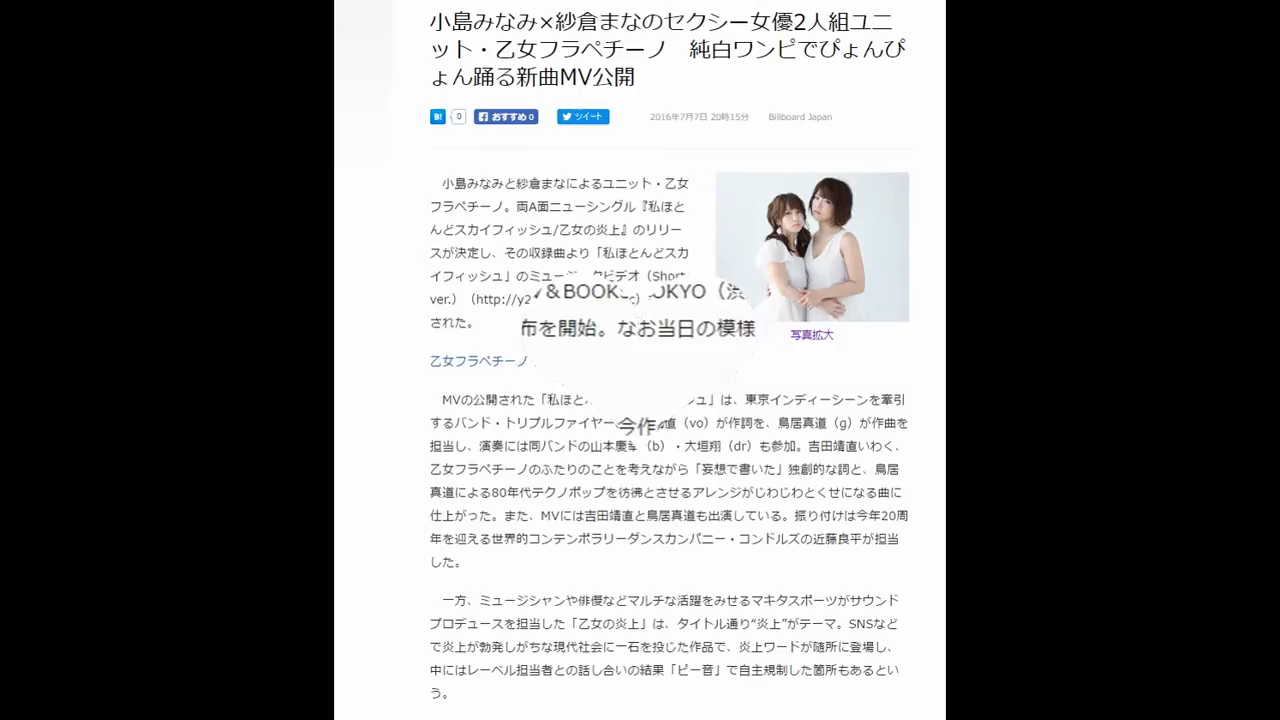 小島みなみ×紗倉まなのセクシー女優2人組ユニ
ット・乙女フラペチーノ　純白ワンピでぴょんぴ
ょん踊る新曲MV公開
B! 0 おすすめ 0 ツイート 2016年7月7日 20時15分 Billboard Japan
小島みなみと紗倉まなによるユニット・乙女
フラペチーノ。両A面ニューシングル『私ほと
んどスカイフィッシュ/乙女の炎上』のリリー
スが決定し、その収録曲より「私ほとんどスカ
イフィッシュ」のミュージックビデオ（Short
ver.）（http://y2
された。
＆BOOKS TOKYO（渋
布を開始。なお当日の模様
写真拡大
乙女フラペチーノ
MVの公開された「私ほと
シュ」は、東京インディーシーンを牽引
するバンド・トリプルファイヤー
今作
直（vo）が作詞を、鳥居真道（g）が作曲を
担当し、演奏には同バンドの山本慶幸（b）・大垣翔（dr）も参加。吉田靖直いわく、
乙女フラペチーノのふたりのことを考えながら「妄想で書いた」独創的な詞と、鳥居
真道による80年代テクノポップを彷彿とさせるアレンジがじわじわとくせになる曲に
仕上がった。また、MVには吉田靖直と鳥居真道も出演している。振り付けは今年20周
年を迎える世界的コンテンポラリーダンスカンパニー・コンドルズの近藤良平が担当
した。
一方、ミュージシャンや俳優などマルチな活躍をみせるマキタスポーツがサウンド
プロデュースを担当した「乙女の炎上」は、タイトル通り“炎上”がテーマ。SNSなど
で炎上が勃発しがちな現代社会に一石を投じた作品で、炎上ワードが随所に登場し、
中にはレーベル担当者との話し合いの結果「ピー音」で自主規制した箇所もあるとい
う。